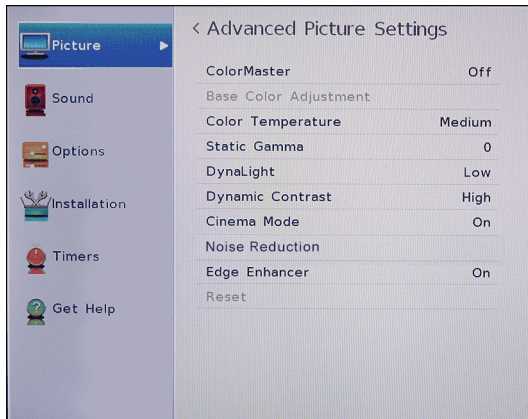 Picture
Sound
Options
Installation
Timers
Get Help
< Advanced Picture Settings
ColorMaster Off
Base Color Adjustment
Color Temperature Medium
Static Gamma 0
DynaLight Low
Dynamic Contrast High
Cinema Mode On
Noise Reduction
Edge Enhancer On
Reset